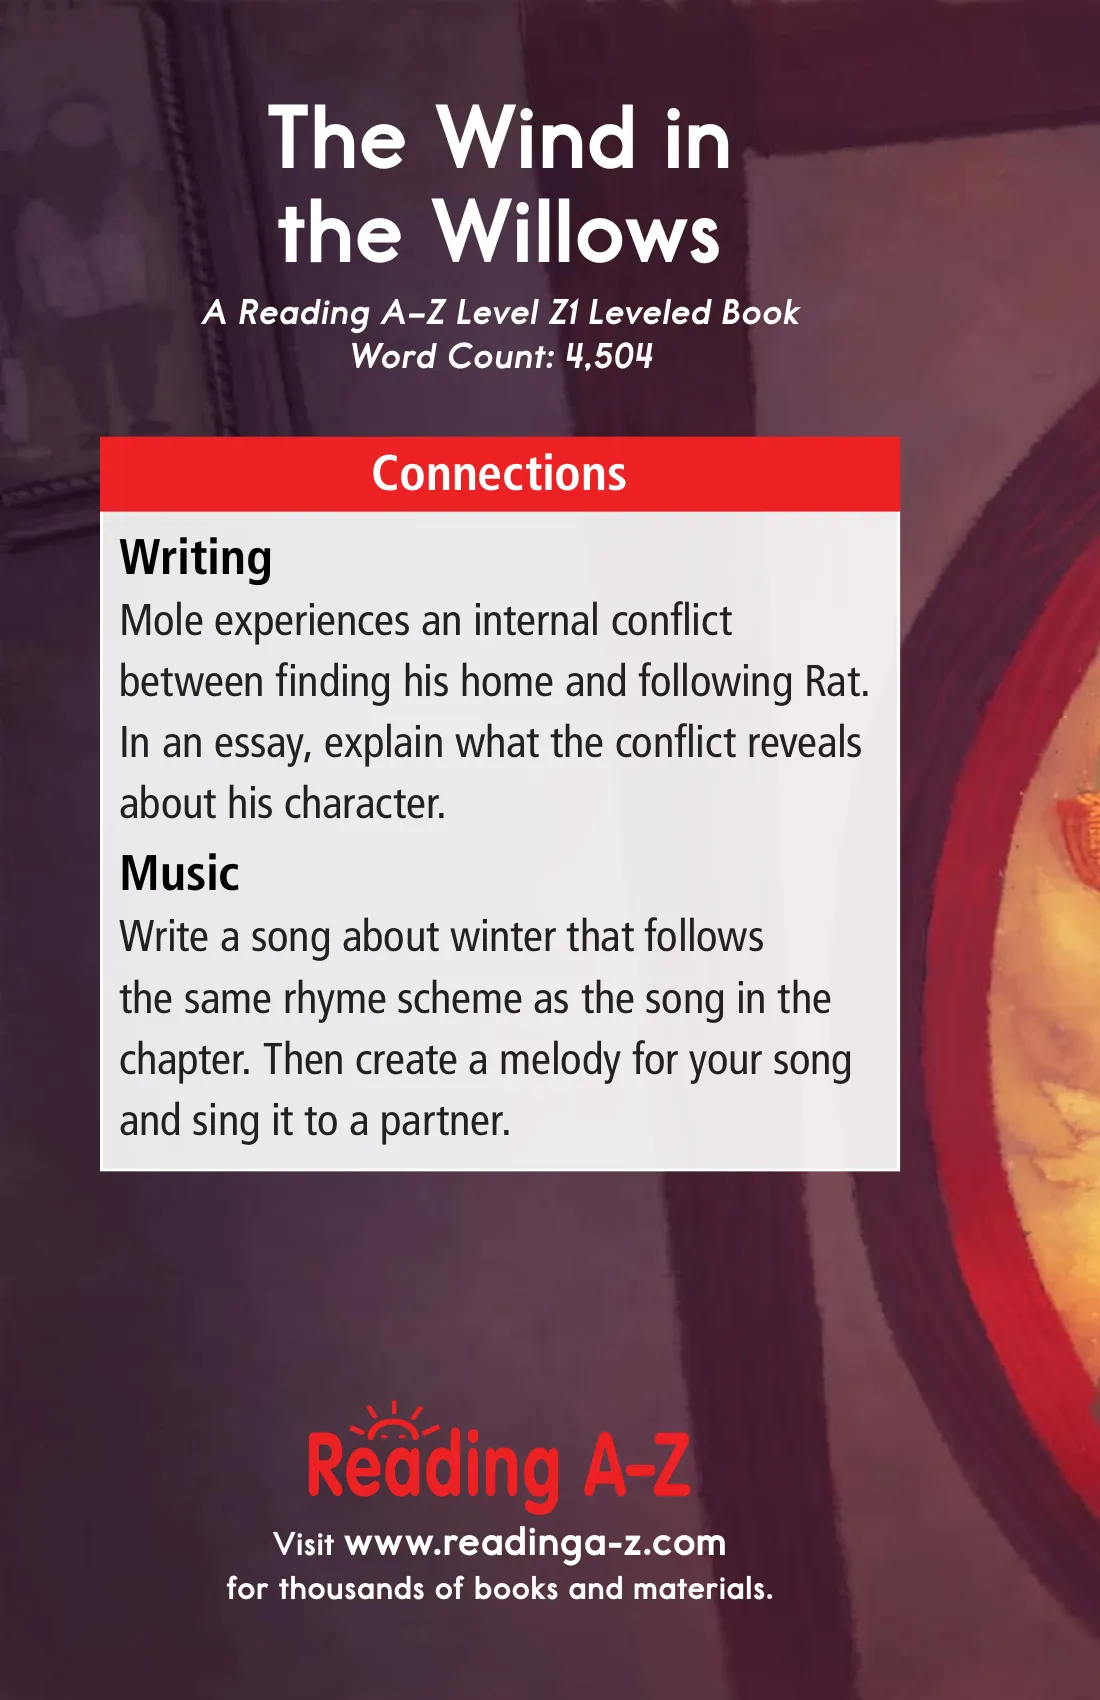 The Wind in
the Willows
A Reading A–Z Level Z1 Leveled Book
Word Count: 4,504
Connections
Writing
Mole experiences an internal conflict
between finding his home and following Rat.
In an essay, explain what the conflict reveals
about his character.
Music
Write a song about winter that follows
the same rhyme scheme as the song in the
chapter. Then create a melody for your song
and sing it to a partner.
Reading A–Z
Visit www.readinga-z.com
for thousands of books and materials.